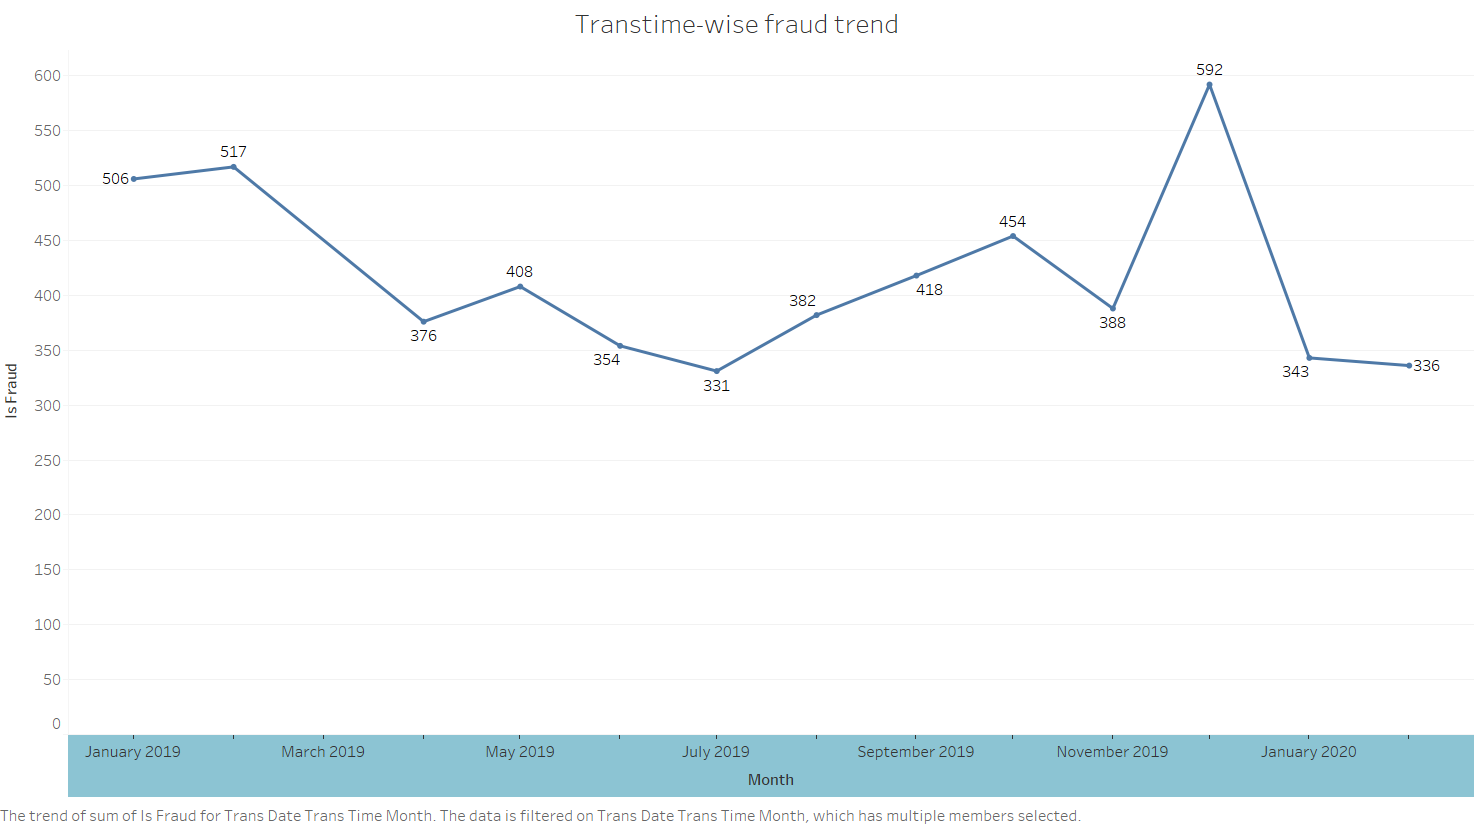 Transtime-wise fraud trend
600
550
500
450
400
350
300
250
200
150
100
50
0
Is Fraud
506
517
376
408
354
331
382
418
454
388
592
343
336
January 2019
March 2019
May 2019
July 2019
September 2019
November 2019
January 2020
Month
The trend of sum of Is Fraud for Trans Date Trans Time Month. The data is filtered on Trans Date Trans Time Month, which has multiple members selected.